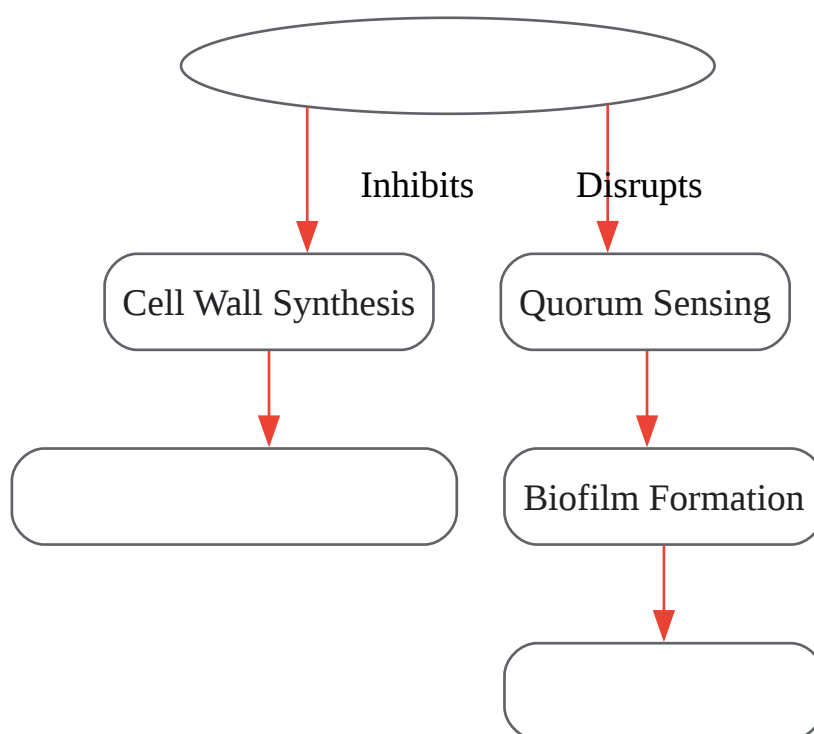 Inhibits
Disrupts
Cell Wall Synthesis
Quorum Sensing
Biofilm Formation